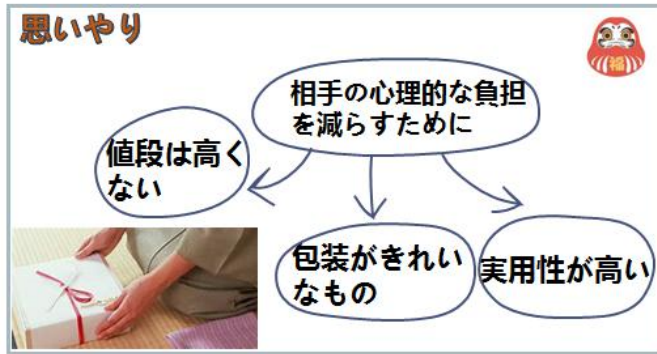 思いやり
福
相手の心理的な負担
を減らすために
値段は高く
ない
包装がきれい
なもの
実用性が高い